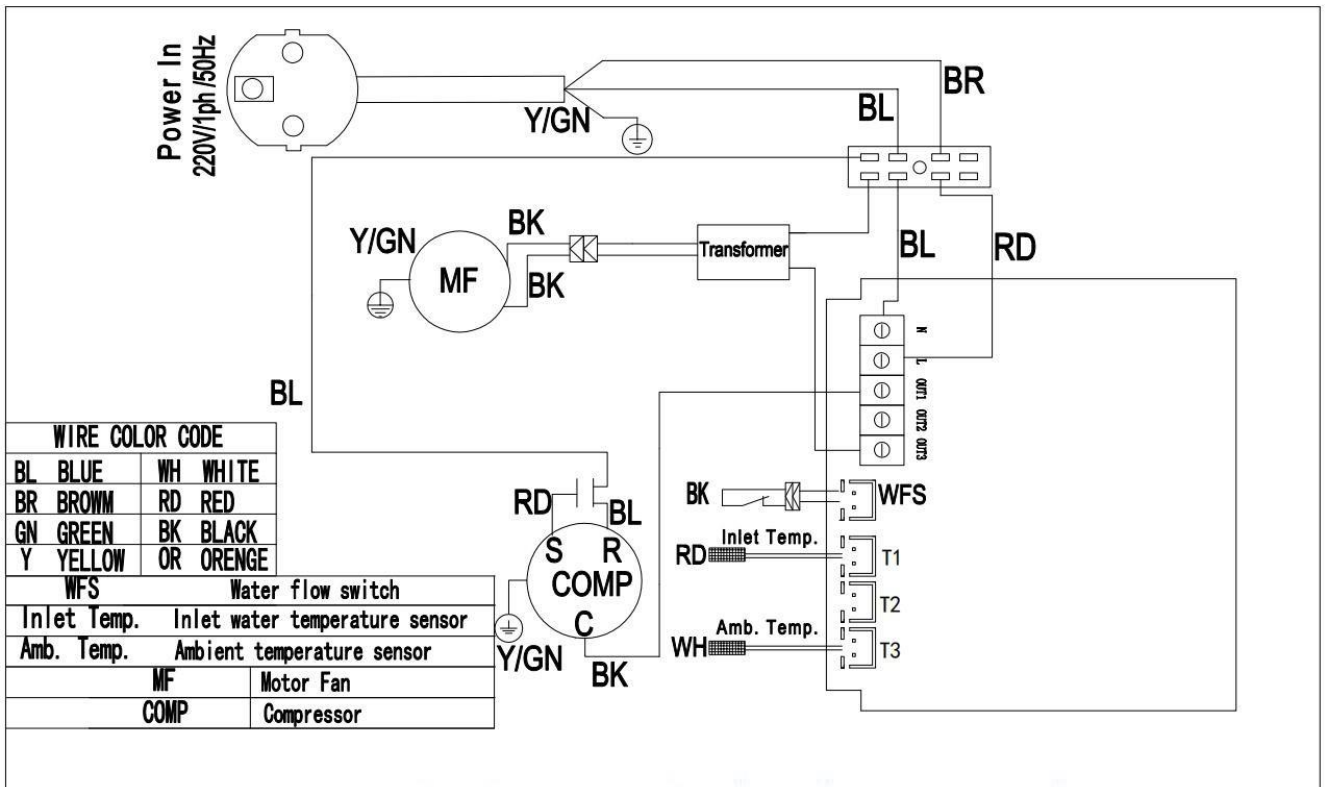 Power In
220V/1ph/50Hz
Y/GN
BL
BR
Y/GN
MF
BK
BK
Transformer
BL
RD
N
L
OUT1
OUT2
OUT3
BL
WIRE COLOR CODE
BL BLUE WH WHITE
BR BROWM RD RED
GN GREEN BK BLACK
Y YELLOW OR ORENGE
WFS Water flow switch
Inlet Temp. Inlet water temperature sensor
Amb. Temp. Ambient temperature sensor
MF Motor Fan
COMP Compressor
RD
BL
S R
COMP
C
Y/GN
BK
BK
WFS
RD
Inlet Temp.
T1
T2
WH
Amb. Temp.
T3